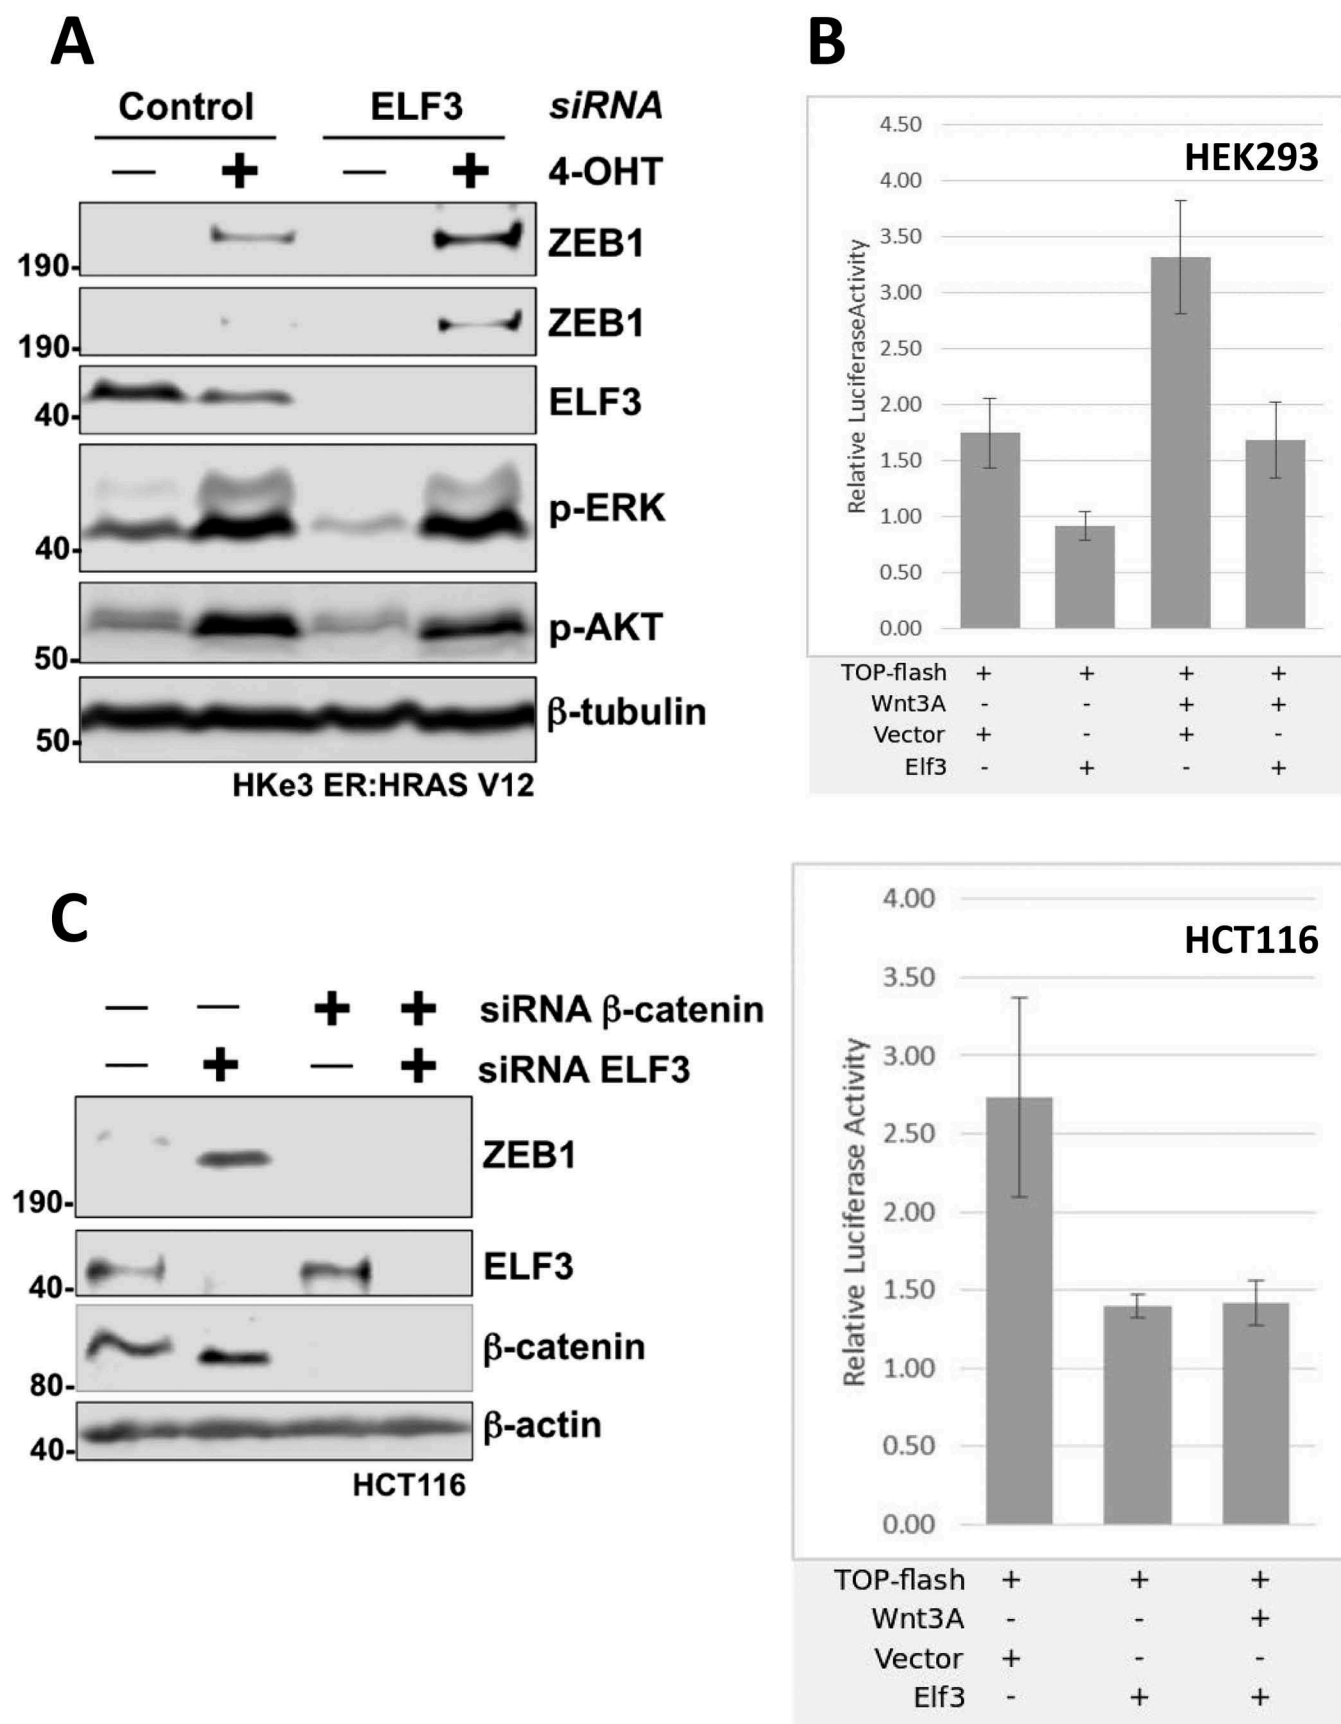 A
Control ELF3 siRNA
— + — + 4-OHT
ZEB1
190-
ZEB1
190-
ELF3
40-
p-ERK
40-
p-AKT
50-
β-tubulin
50-
HKe3 ER:HRAS V12
B
HEK293
Relative LuciferaseActivity
4.50
4.00
3.50
3.00
2.50
2.00
1.50
1.00
0.50
0.00
TOP-flash + + + +
Wnt3A - - + +
Vector + - + -
Elf3 - + - +
C
— — + + siRNA β-catenin
— + — + siRNA ELF3
ZEB1
190-
ELF3
40-
β-catenin
80-
β-actin
40-
HCT116
HCT116
Relative Luciferase Activity
4.00
3.50
3.00
2.50
2.00
1.50
1.00
0.50
0.00
TOP-flash + + +
Wnt3A - - +
Vector + - -
Elf3 - + +